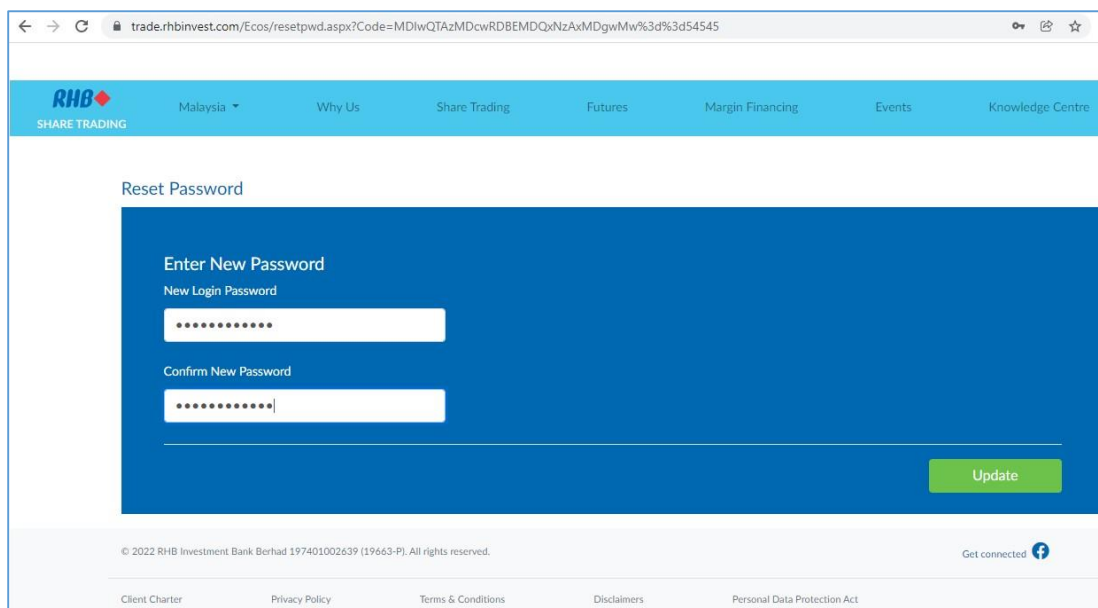 trade.rhbinvest.com/Ecos/resetpwd.aspx?Code=MDIwQTAzMDcwRDBEMDQxNzAxMDgwMw%3d%3d54545
RHB
SHARE TRADING
Malaysia Why Us Share Trading Futures Margin Financing Events Knowledge Centre
Reset Password
Enter New Password
New Login Password
••••••••••••
Confirm New Password
••••••••••••
Update
© 2022 RHB Investment Bank Berhad 197401002639 (19663-P). All rights reserved. Get connected
Client Charter Privacy Policy Terms & Conditions Disclaimers Personal Data Protection Act